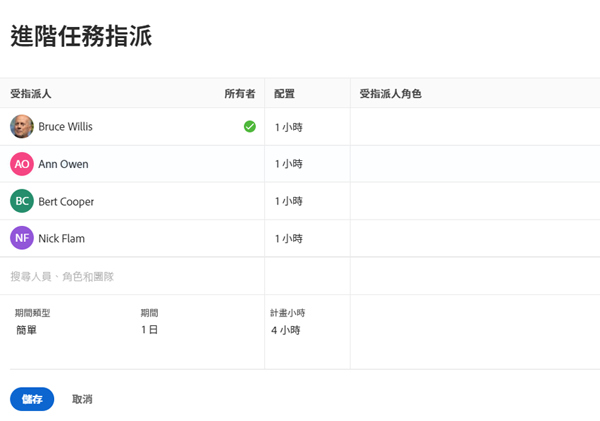 進階任務指派
受指派人 所有者 配置 受指派人角色
Bruce Willis 1 小時
AO Ann Owen 1 小時
BC Bert Cooper 1 小時
NF Nick Flam 1 小時
搜尋人員、角色和團隊
期間類型 期間 計畫小時
簡單 1 日 4 小時
儲存 取消